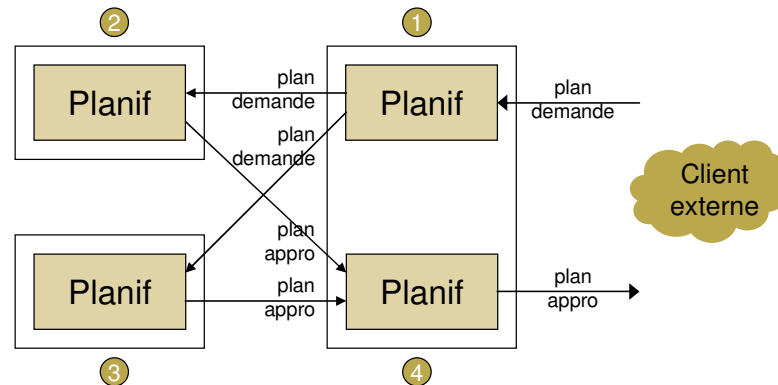 2
1
Planif
plan
demande
Planif
plan
demande
plan
demande
Client
externe
plan
appro
Planif
plan
appro
Planif
plan
appro
3
4